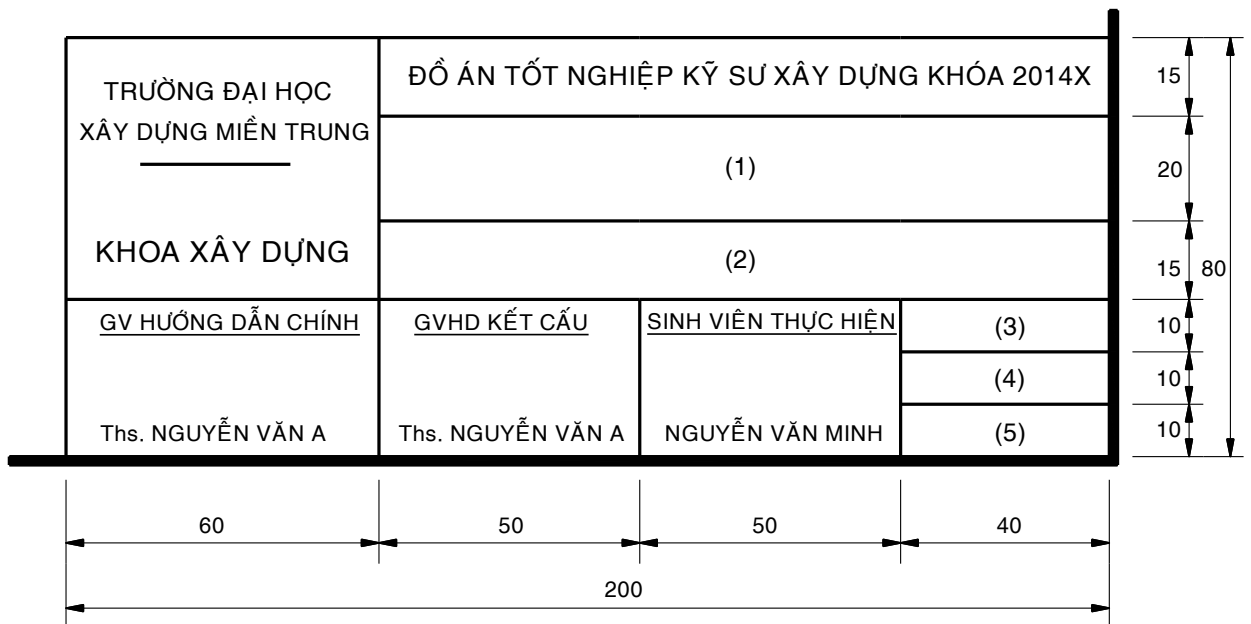 TRƯỜNG ĐẠI HỌC
XÂY DỰNG MIỀN TRUNG
KHOA XÂY DỰNG
ĐỒ ÁN TỐT NGHIỆP KỸ SƯ XÂY DỰNG KHÓA 2014X
(1)
(2)
GV HƯỚNG DẪN CHÍNH
Ths. NGUYỄN VĂN A
GVHD KẾT CẤU
Ths. NGUYỄN VĂN A
SINH VIÊN THỰC HIỆN
NGUYỄN VĂN MINH
(3)
(4)
(5)
15
20
15
10
10
10
80
60
50
50
40
200